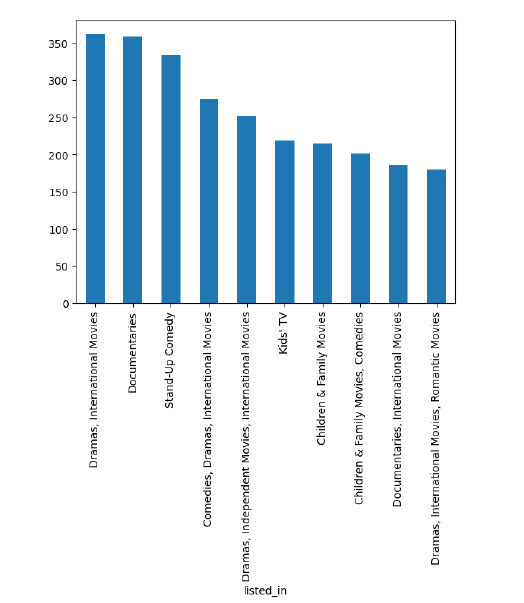 350
300
250
200
150
100
50
0
Dramas, International Movies
Documentaries
Stand-Up Comedy
Comedies, Dramas, International Movies
Dramas, Independent Movies, International Movies
Kids' TV
Children & Family Movies
Children & Family Movies, Comedies
Documentaries, International Movies
Dramas, International Movies, Romantic Movies
listed_in